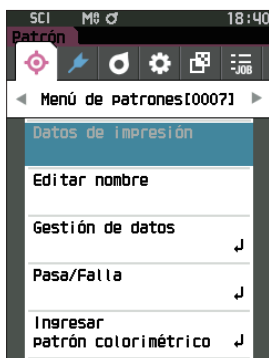 SCI M🛇 ♂ 18:40
Patrón
-JOB
Menú de patrones[0007]
Datos de impresión
Editar nombre
Gestión de datos
Pasa/Falla
Ingresar
patrón colorimétrico